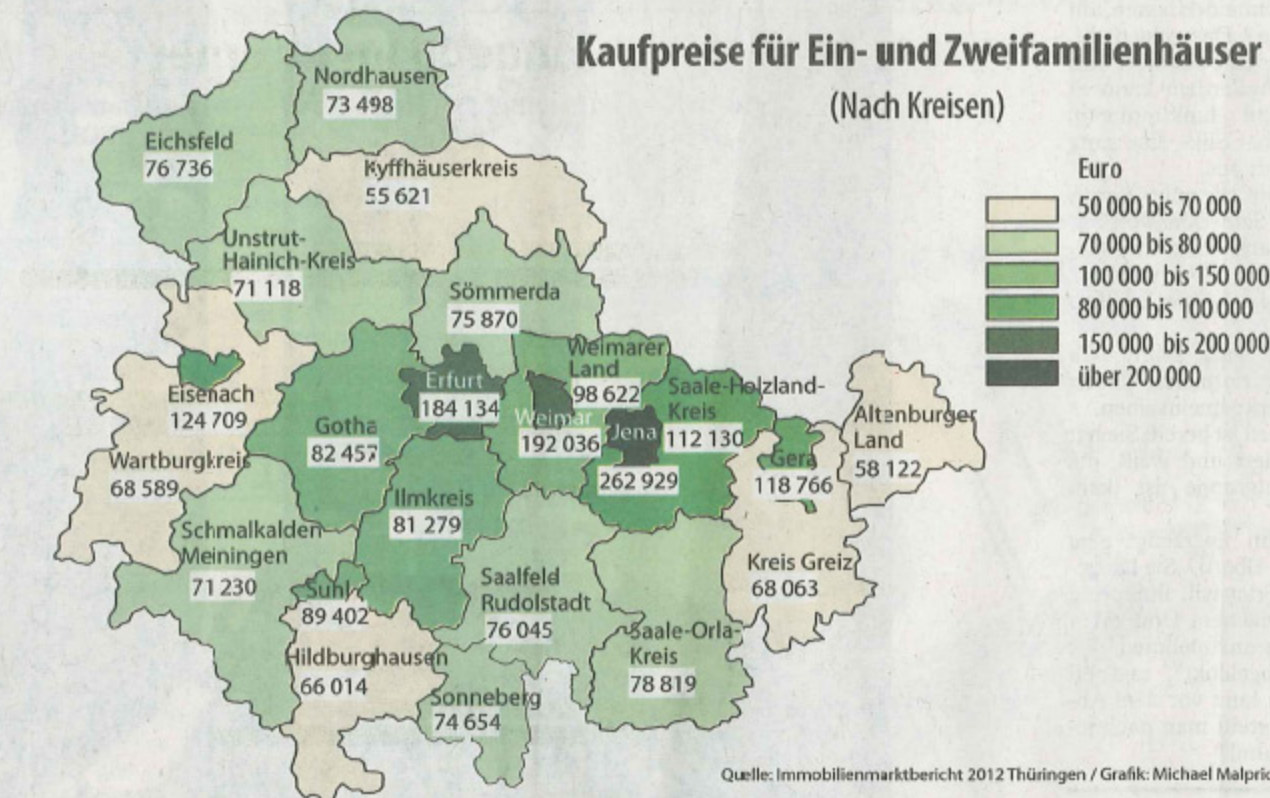 Kaufpreise für Ein- und Zweifamilienhäuser
(Nach Kreisen)
Euro
50 000 bis 70 000
70 000 bis 80 000
100 000 bis 150 000
80 000 bis 100 000
150 000 bis 200 000
über 200 000
Nordhausen
73 498
Eichsfeld
76 736
Kyffhäuserkreis
55 621
Unstrut-
Hainich-Kreis
71 118
Sömmerda
75 870
Weimarer
Land
98 622
Eisenach
124 709
Erfurt
184 134
Weimar
192 036
Jena
262 929
Saale-Holzland-
Kreis
112 130
Altenburger
Land
58 122
Gotha
82 457
Gera
118 766
Wartburgkreis
68 589
Ilmkreis
81 279
Schmalkalden
Meiningen
71 230
Suhl
89 402
Saalfeld
Rudolstadt
76 045
Kreis Greiz
68 063
Saale-Orla-
Kreis
78 819
Hildburghausen
66 014
Sonneberg
74 654
Quelle: Immobilienmarktbericht 2012 Thüringen / Grafik: Michael